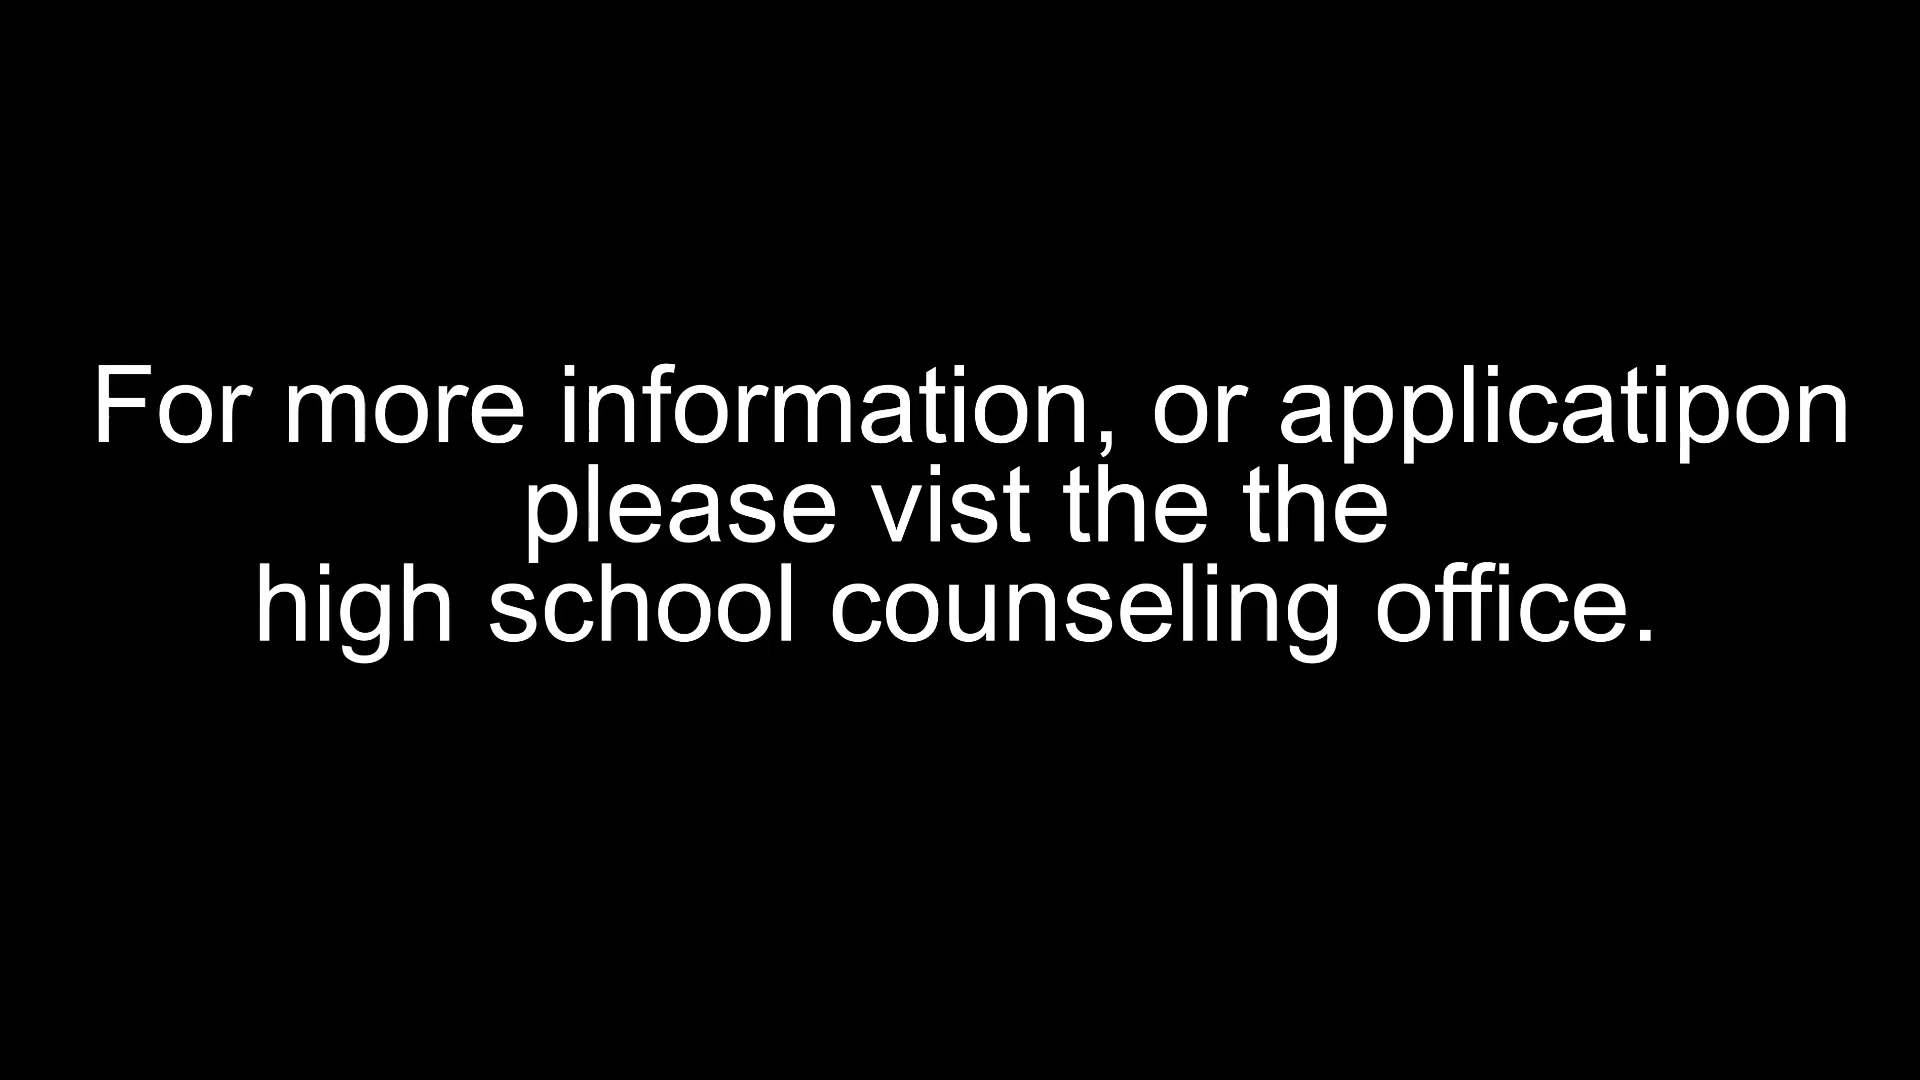 For more information, or applicatipon
please vist the the
high school counseling office.